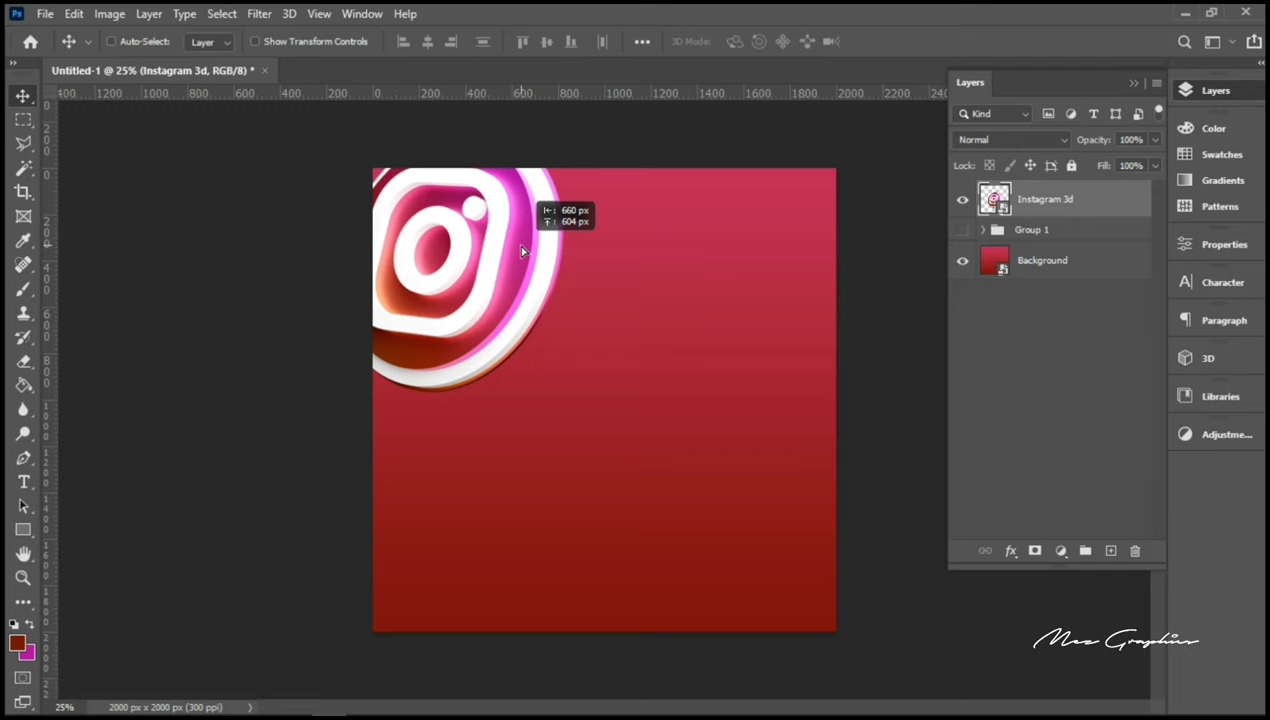 Ps File Edit Image Layer Type Select Filter 3D View Window Help
Auto-Select: Layer Show Transform Controls 3D Mode:
Untitled-1 @ 25% (Instagram 3d, RGB/8) *
400 1200 1000 800 600 400 200 0 200 400 600 800 1000 1200 1400 1600 1800 2000 2200 240
Layers
Kind
Normal Opacity: 100%
Lock: Fill: 100%
Instagram 3d
Group 1
Background
660 px
604 px
Layers
Color
Swatches
Gradients
Patterns
Properties
Character
Paragraph
3D
Libraries
Adjustme...
Mez Graphics
25% 2000 px x 2000 px (300 ppi)